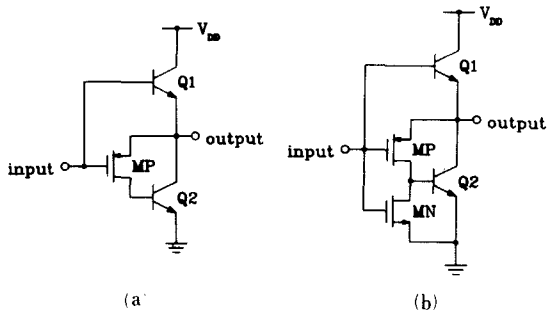 V_DD
Q1
output
input
MP
Q2
(a
V_DD
Q1
output
input
MP
Q2
MN
(b)